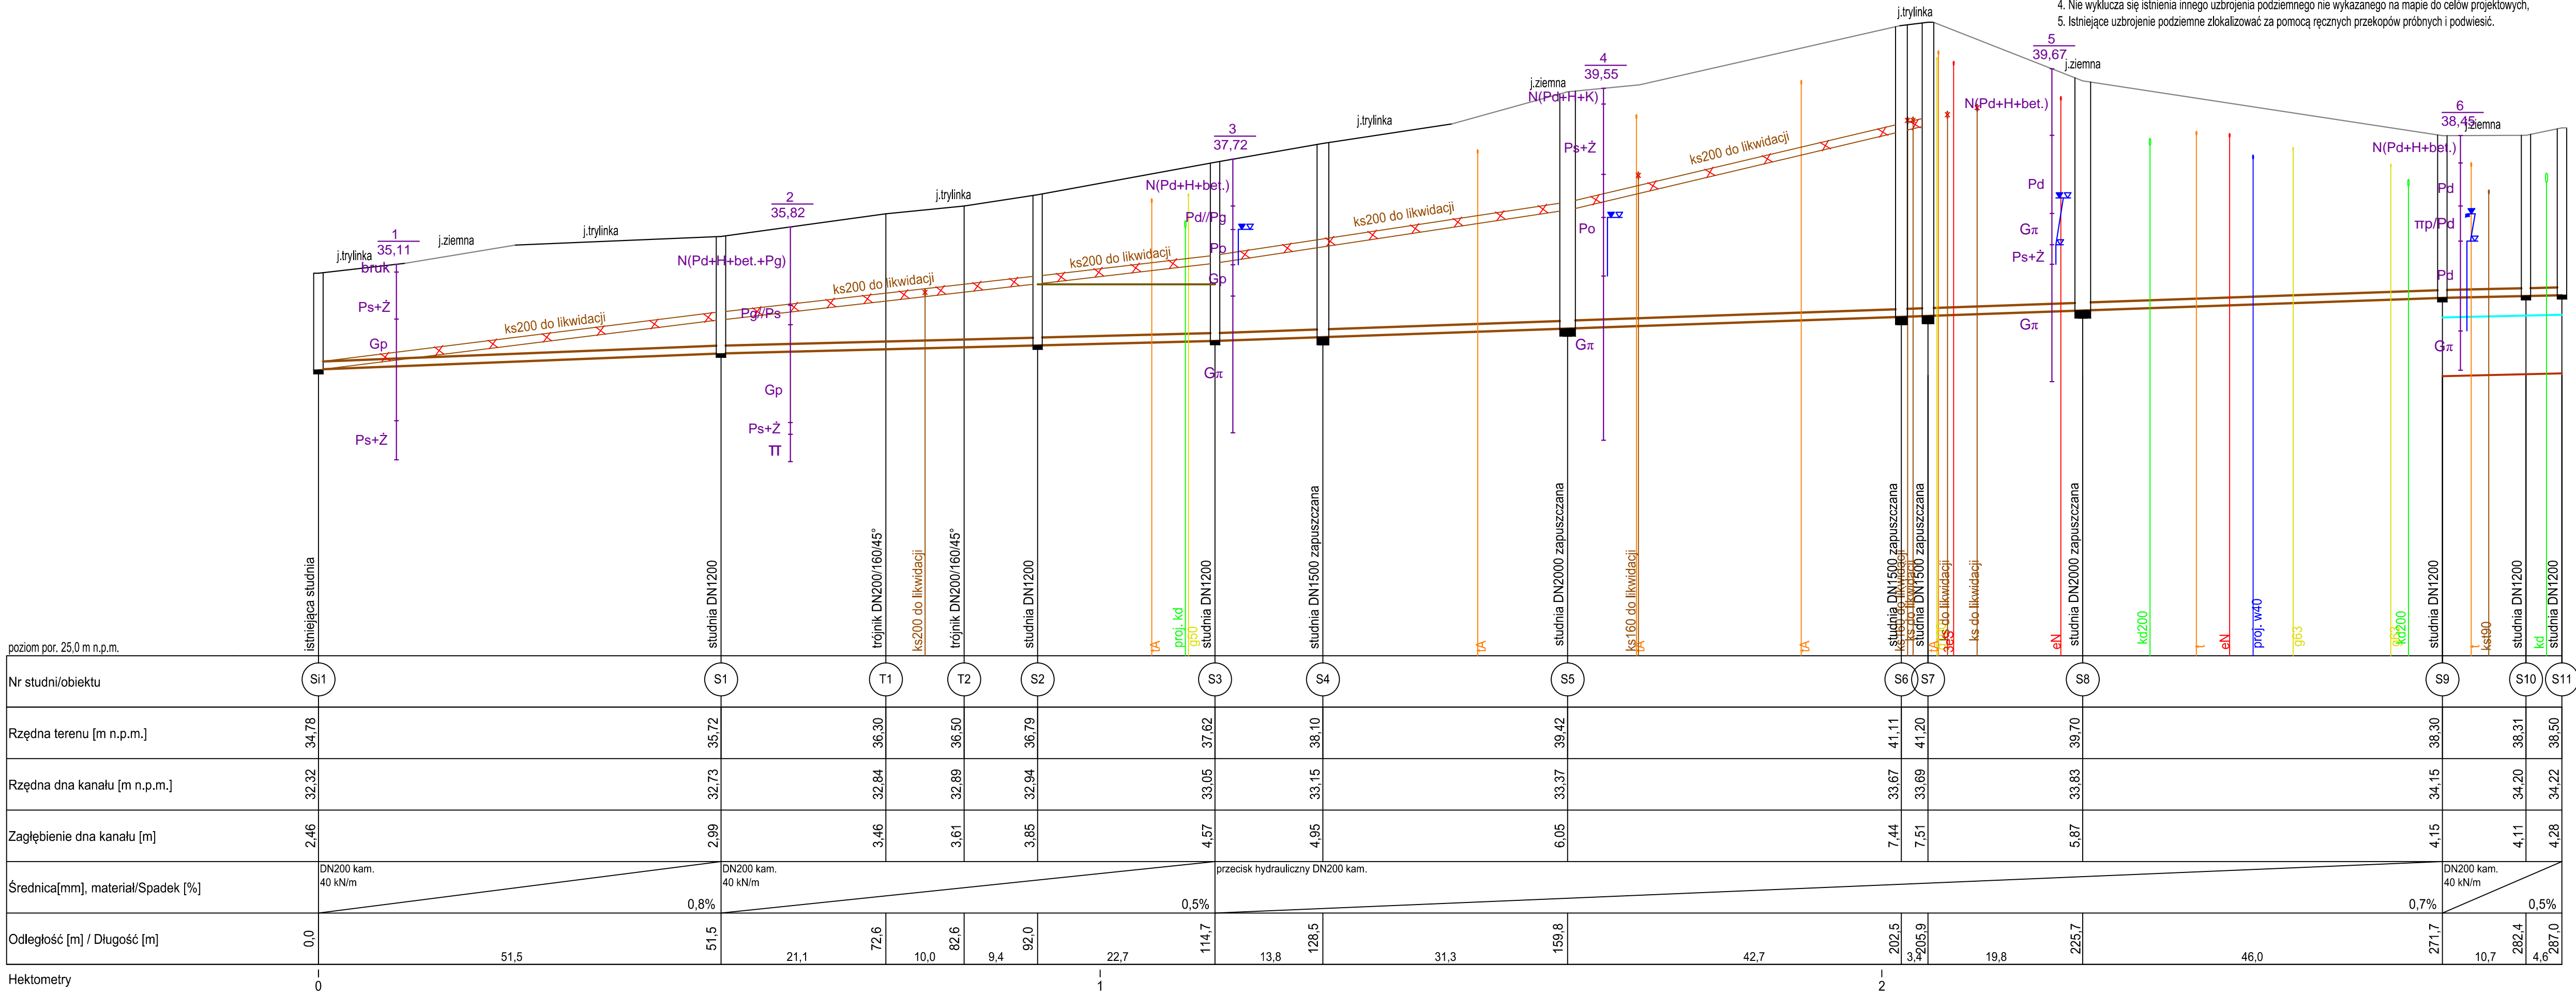 4. Nie wyklucza się istnienia innego uzbrojenia podziemnego nie wykazanego na mapie do celów projektowych,
5. Istniejące uzbrojenie podziemne zlokalizować za pomocą ręcznych przekopów próbnych i podwiesić.
j.trylinka
1
35,11
bruk
Ps+Ż
Gp
Ps+Ż
j.ziemna
j.trylinka
2
35,82
N(Pd+H+bet.+Pg)
Pg//Ps
Gp
Ps+Ż
π
j.trylinka
3
37,72
N(Pd+H+bet.)
Pd//Pg
Po
Gp
Gπ
j.trylinka
j.ziemna
4
39,55
N(Pd+H+K)
Ps+Ż
Po
Gπ
j.trylinka
5
39,67
j.ziemna
N(Pd+H+bet.)
Pd
Gπ
Ps+Ż
Gπ
6
38,45
j.ziemna
N(Pd+H+bet.)
Pd
πp/Pd
Pd
Gπ
ks200 do likwidacji
ks200 do likwidacji
ks200 do likwidacji
ks200 do likwidacji
ks200 do likwidacji
istniejąca studnia
studnia DN1200
trójnik DN200/160/45°
ks200 do likwidacji
trójnik DN200/160/45°
studnia DN1200
tA
proj. kd
g50
studnia DN1200
studnia DN1500 zapuszczana
tA
studnia DN2000 zapuszczana
ks160 do likwidacji
tA
tA
studnia DN1500 zapuszczana
ks160 do likwidacji
ks do likwidacji
studnia DN1500 zapuszczana
tA
ks do likwidacji
3eS
ks do likwidacji
eN
studnia DN2000 zapuszczana
kd200
t
eN
proj. w40
g63
kd200
studnia DN1200
t
kst90
studnia DN1200
kd
studnia DN1200
poziom por. 25,0 m n.p.m.
Nr studni/obiektu Si1 S1 T1 T2 S2 S3 S4 S5 S6 S7 S8 S9 S10 S11
Rzędna terenu [m n.p.m.] 34,78 35,72 36,30 36,50 36,79 37,62 38,10 39,42 41,11 41,20 39,70 38,30 38,31 38,50
Rzędna dna kanału [m n.p.m.] 32,32 32,73 32,84 32,89 32,94 33,05 33,15 33,37 33,67 33,69 33,83 34,15 34,20 34,22
Zagłębienie dna kanału [m] 2,46 2,99 3,46 3,61 3,85 4,57 4,95 6,05 7,44 7,51 5,87 4,15 4,11 4,28
Średnica[mm], materiał/Spadek [%]
DN200 kam.
40 kN/m
0,8%
DN200 kam.
40 kN/m
0,5%
przecisk hydrauliczny DN200 kam.
0,7%
DN200 kam.
40 kN/m
0,5%
Odległość [m] / Długość [m] 0,0 51,5 72,6 82,6 92,0 114,7 128,5 159,8 202,5 205,9 225,7 271,7 282,4 287,0
51,5 21,1 10,0 9,4 22,7 13,8 31,3 42,7 3,4 19,8 46,0 10,7 4,6
Hektometry 0 1 2